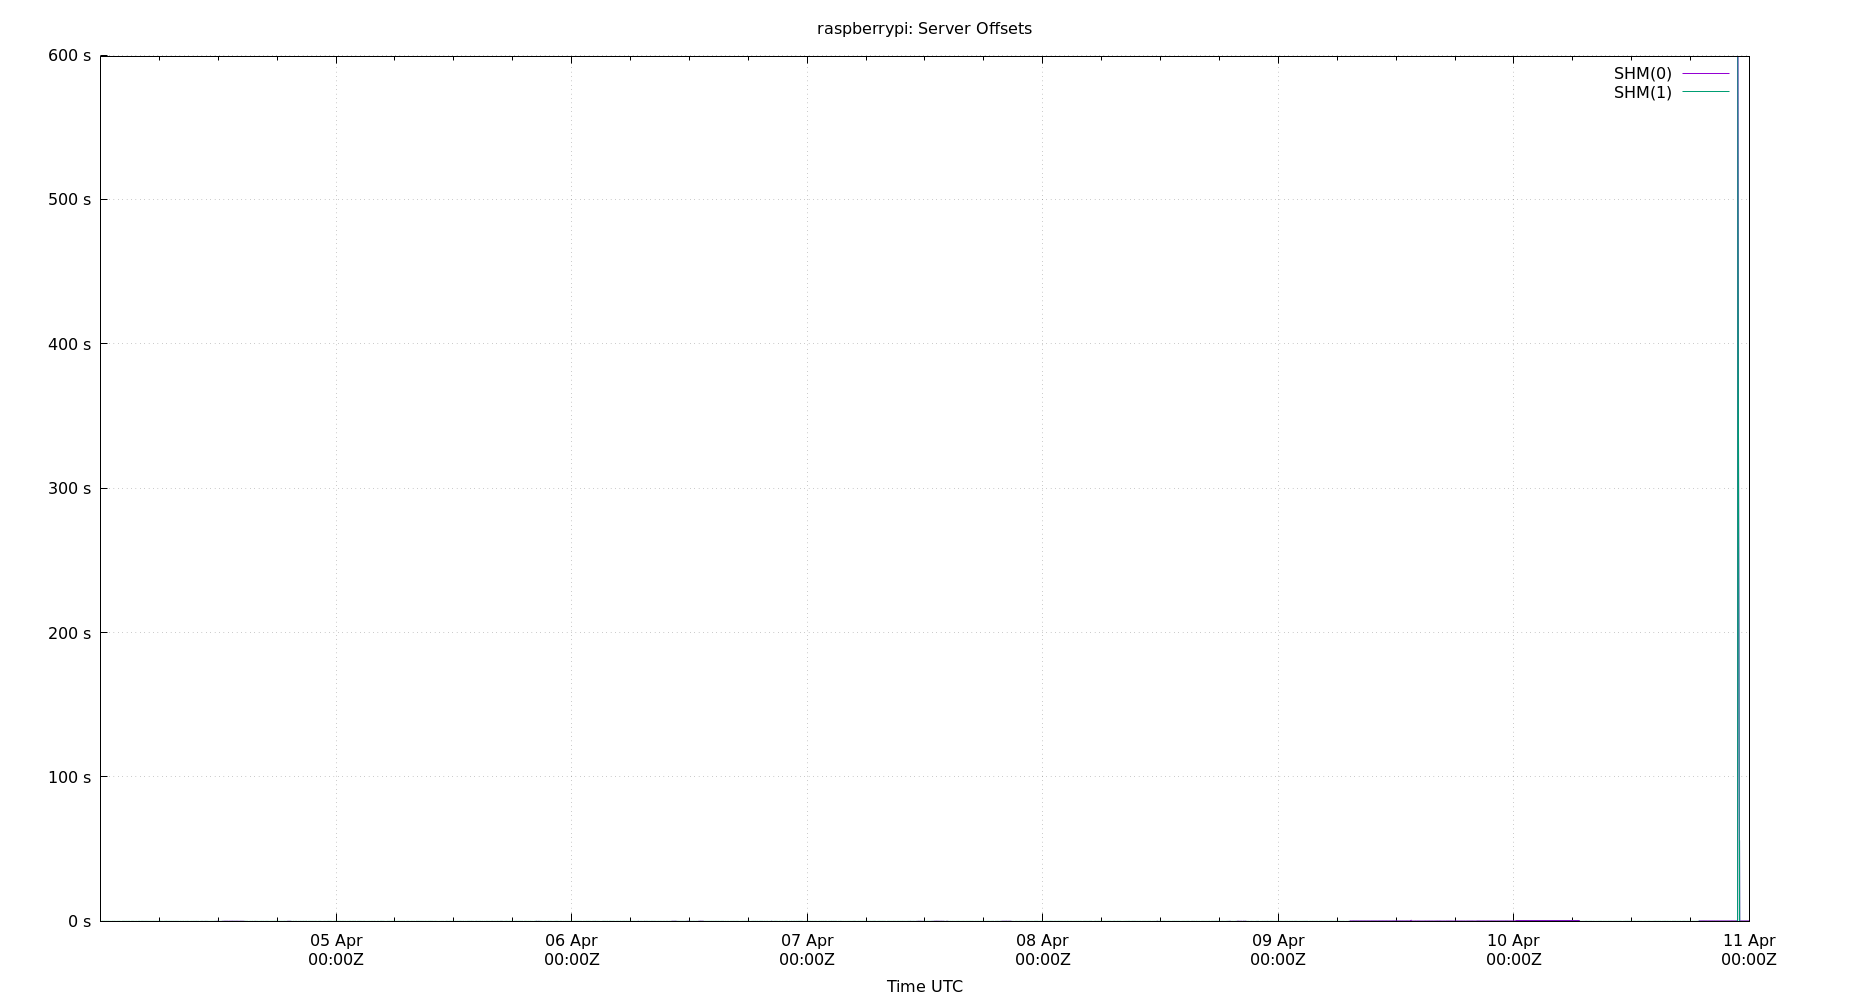 raspberrypi: Server Offsets
600 s
SHM(0)
SHM(1)
500 s
400 s
300 s
200 s
100 s
0 s
05 Apr 06 Apr 07 Apr 08 Apr 09 Apr 10 Apr 11 Apr
00:00Z 00:00Z 00:00Z 00:00Z 00:00Z 00:00Z 00:00Z
Time UTC